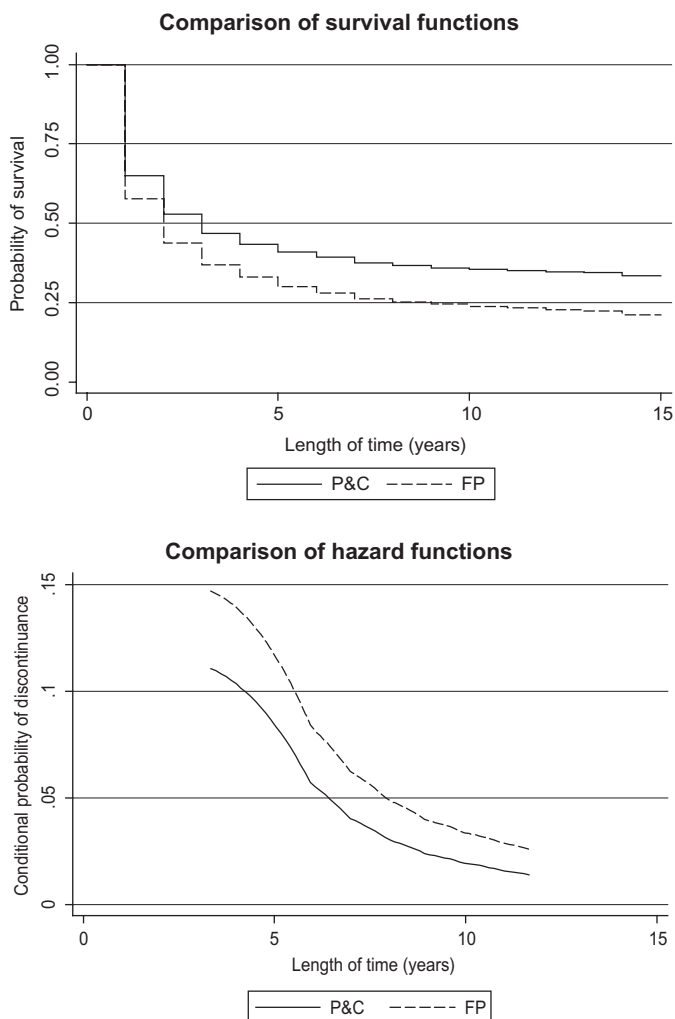 Comparison of survival functions
Probability of survival
1.00
0.75
0.50
0.25
0.00
0
5
10
15
Length of time (years)
P&C
FP
Comparison of hazard functions
Conditional probability of discontinuance
.15
.1
.05
0
0
5
10
15
Length of time (years)
P&C
FP